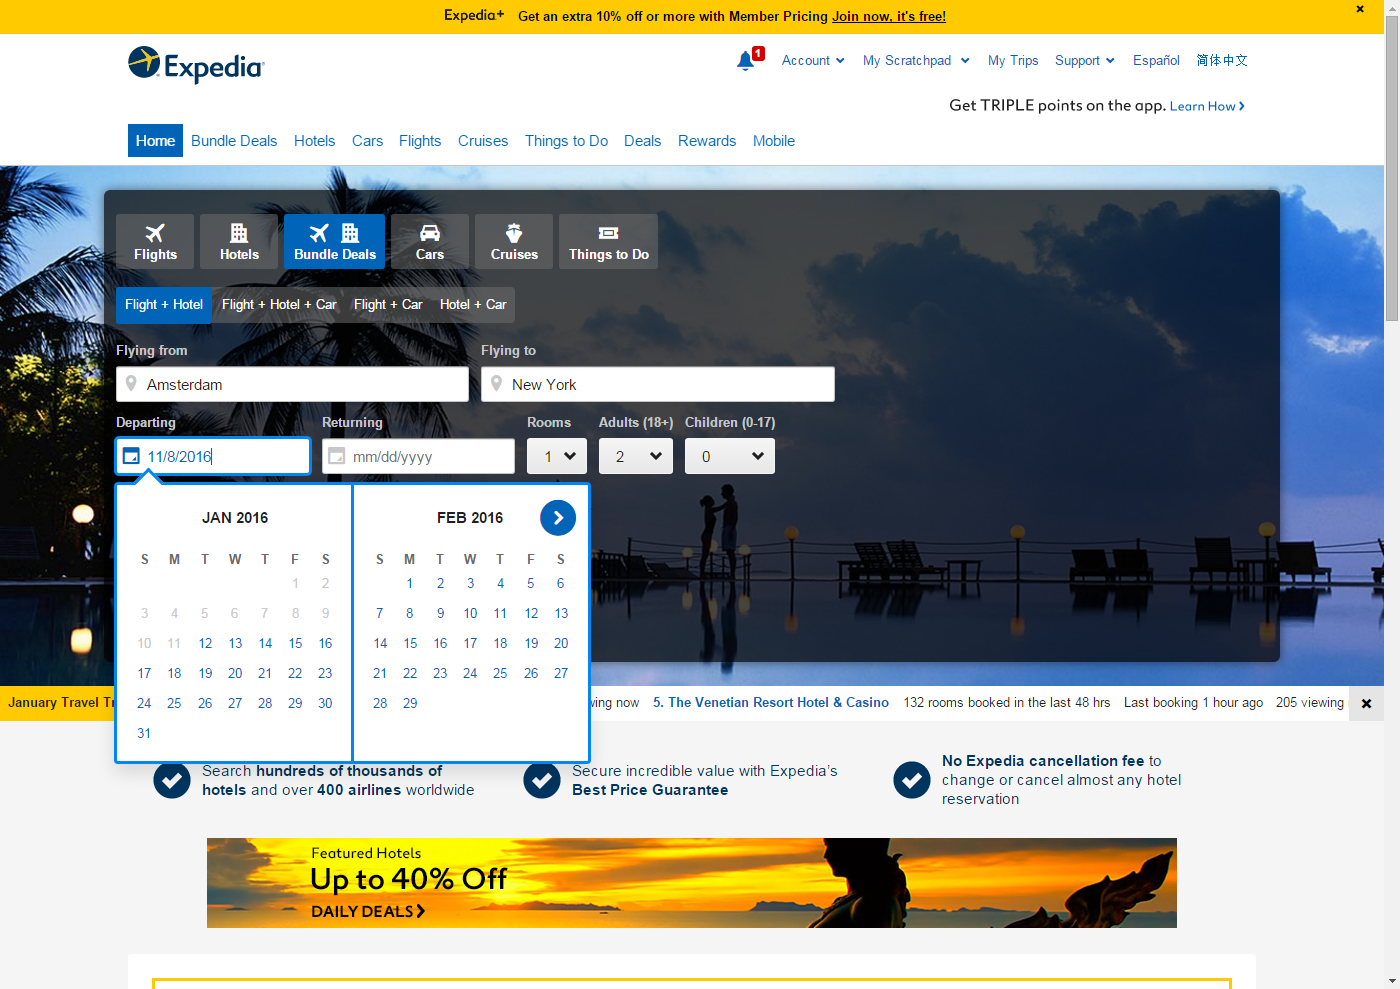 Expedia+ Get an extra 10% off or more with Member Pricing Join now, it's free!
Expedia
1 Account My Scratchpad My Trips Support Español 简体中文
Get TRIPLE points on the app. Learn How
Home Bundle Deals Hotels Cars Flights Cruises Things to Do Deals Rewards Mobile
Flights Hotels Bundle Deals Cars Cruises Things to Do
Flight + Hotel Flight + Hotel + Car Flight + Car Hotel + Car
Flying from Flying to
Amsterdam New York
Departing Returning Rooms Adults (18+) Children (0-17)
11/8/2016 mm/dd/yyyy 1 2 0
JAN 2016 FEB 2016
S M T W T F S S M T W T F S
1 2 1 2 3 4 5 6
3 4 5 6 7 8 9 7 8 9 10 11 12 13
10 11 12 13 14 15 16 14 15 16 17 18 19 20
17 18 19 20 21 22 23 21 22 23 24 25 26 27
24 25 26 27 28 29 30 28 29
31
January Travel now 5. The Venetian Resort Hotel & Casino 132 rooms booked in the last 48 hrs Last booking 1 hour ago 205 viewing
Search hundreds of thousands of
hotels and over 400 airlines worldwide
Secure incredible value with Expedia's
Best Price Guarantee
No Expedia cancellation fee to
change or cancel almost any hotel
reservation
Featured Hotels
Up to 40% Off
DAILY DEALS